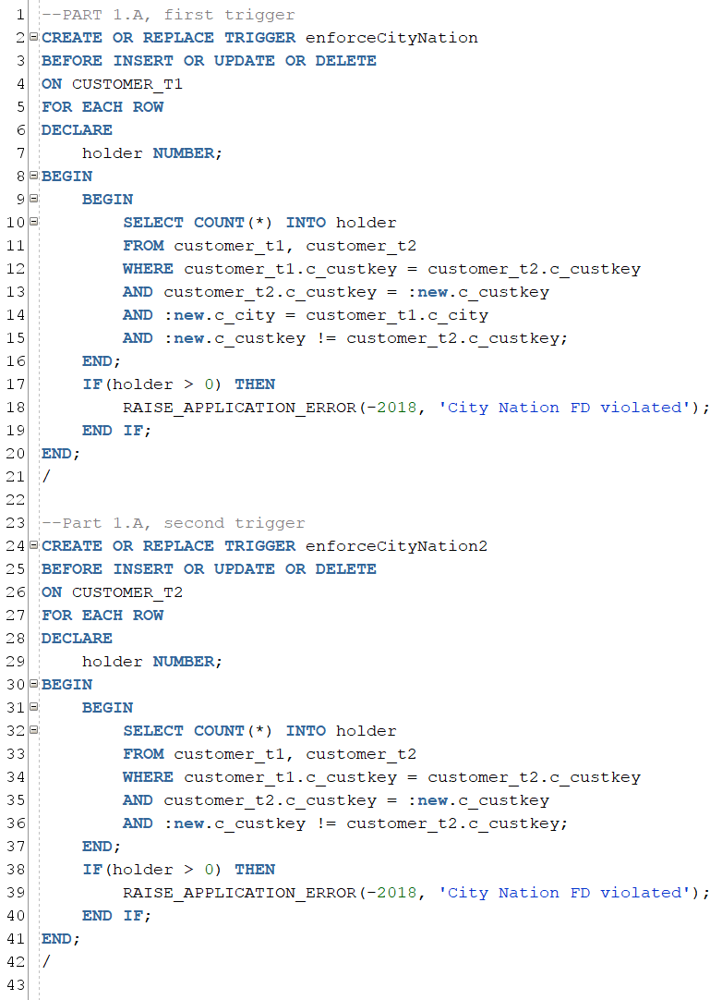 1 --PART 1.A, first trigger
2 CREATE OR REPLACE TRIGGER enforceCityNation
3 BEFORE INSERT OR UPDATE OR DELETE
4 ON CUSTOMER_T1
5 FOR EACH ROW
6 DECLARE
7     holder NUMBER;
8 BEGIN
9     BEGIN
10         SELECT COUNT(*) INTO holder
11         FROM customer_t1, customer_t2
12         WHERE customer_t1.c_custkey = customer_t2.c_custkey
13         AND customer_t2.c_custkey = :new.c_custkey
14         AND :new.c_city = customer_t1.c_city
15         AND :new.c_custkey != customer_t2.c_custkey;
16     END;
17     IF(holder > 0) THEN
18         RAISE_APPLICATION_ERROR(-2018, 'City Nation FD violated');
19     END IF;
20 END;
21 /
22
23 --Part 1.A, second trigger
24 CREATE OR REPLACE TRIGGER enforceCityNation2
25 BEFORE INSERT OR UPDATE OR DELETE
26 ON CUSTOMER_T2
27 FOR EACH ROW
28 DECLARE
29     holder NUMBER;
30 BEGIN
31     BEGIN
32         SELECT COUNT(*) INTO holder
33         FROM customer_t1, customer_t2
34         WHERE customer_t1.c_custkey = customer_t2.c_custkey
35         AND customer_t2.c_custkey = :new.c_custkey
36         AND :new.c_custkey != customer_t2.c_custkey;
37     END;
38     IF(holder > 0) THEN
39         RAISE_APPLICATION_ERROR(-2018, 'City Nation FD violated');
40     END IF;
41 END;
42 /
43